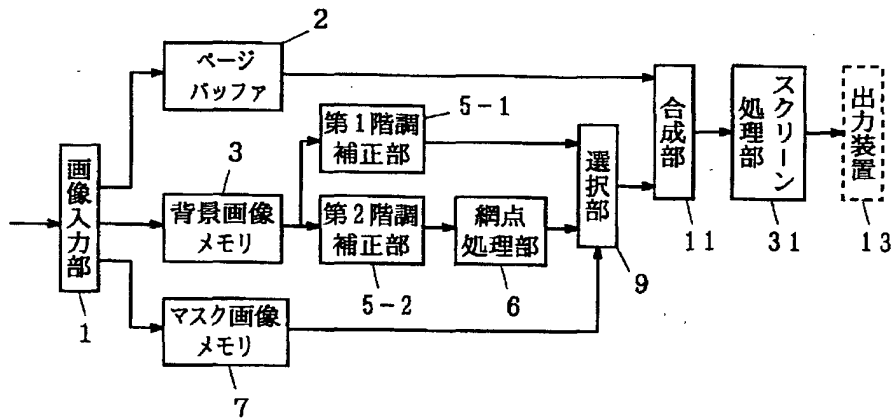 2
ページ
バッファ
5-1
第1階調
補正部
3
背景画像
メモリ
画像入力部
1
第2階調
補正部
5-2
網点
処理部
6
選択部
9
合成部
11
スクリーン
処理部
31
出力装置
13
マスク画像
メモリ
7